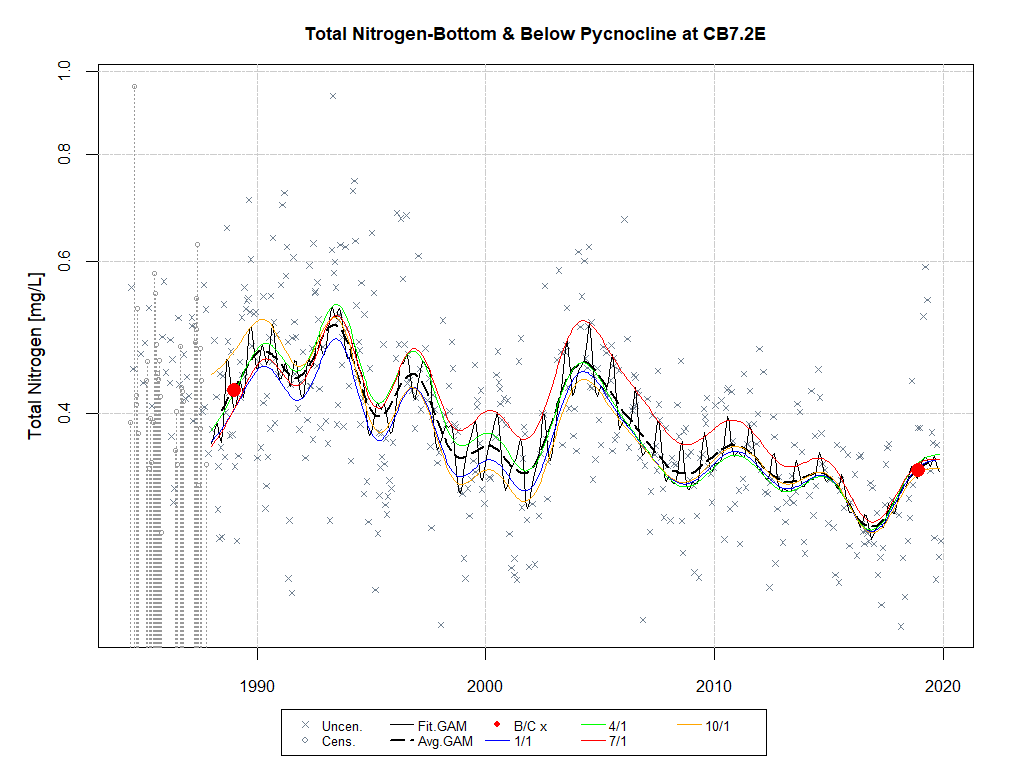 Total Nitrogen-Bottom & Below Pycnocline at CB7.2E
Total Nitrogen [mg/L]
1.0
0.8
0.6
0.4
1990 2000 2010 2020
Uncen. Fit.GAM B/C x 4/1 10/1
Cens. Avg.GAM 1/1 7/1